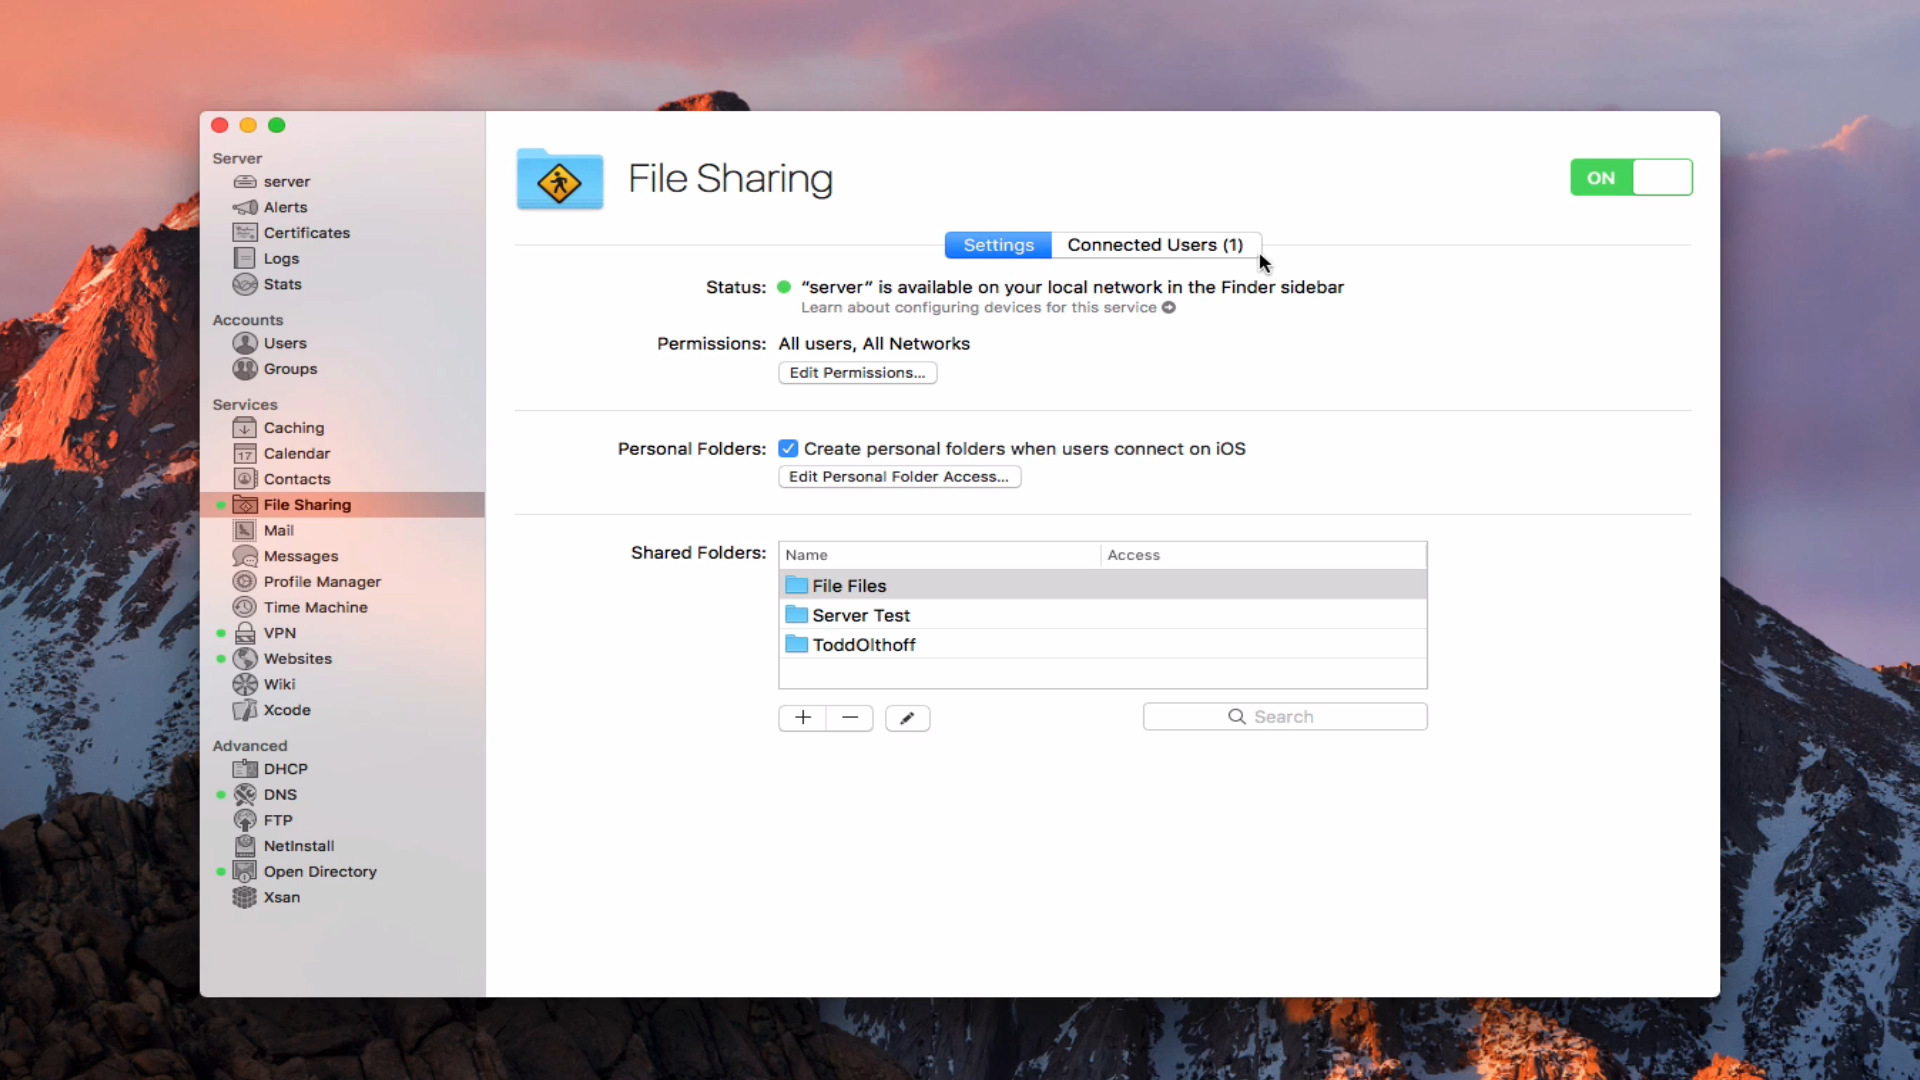 Server
server
Alerts
Certificates
Logs
Stats
Accounts
Users
Groups
Services
Caching
17 Calendar
Contacts
File Sharing
Mail
Messages
Profile Manager
Time Machine
VPN
Websites
Wiki
Xcode
Advanced
DHCP
DNS
FTP
NetInstall
Open Directory
Xsan
File Sharing
ON
Settings Connected Users (1)
Status: “server” is available on your local network in the Finder sidebar
Learn about configuring devices for this service
Permissions: All users, All Networks
Edit Permissions...
Personal Folders: Create personal folders when users connect on iOS
Edit Personal Folder Access...
Shared Folders: Name Access
File Files
Server Test
ToddOlthoff
Search